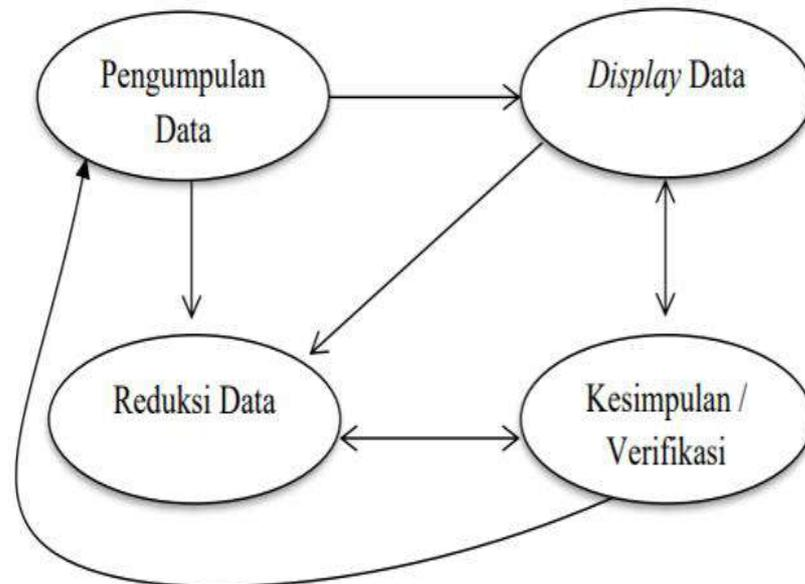 Pengumpulan
Data
Display Data
Reduksi Data
Kesimpulan /
Verifikasi